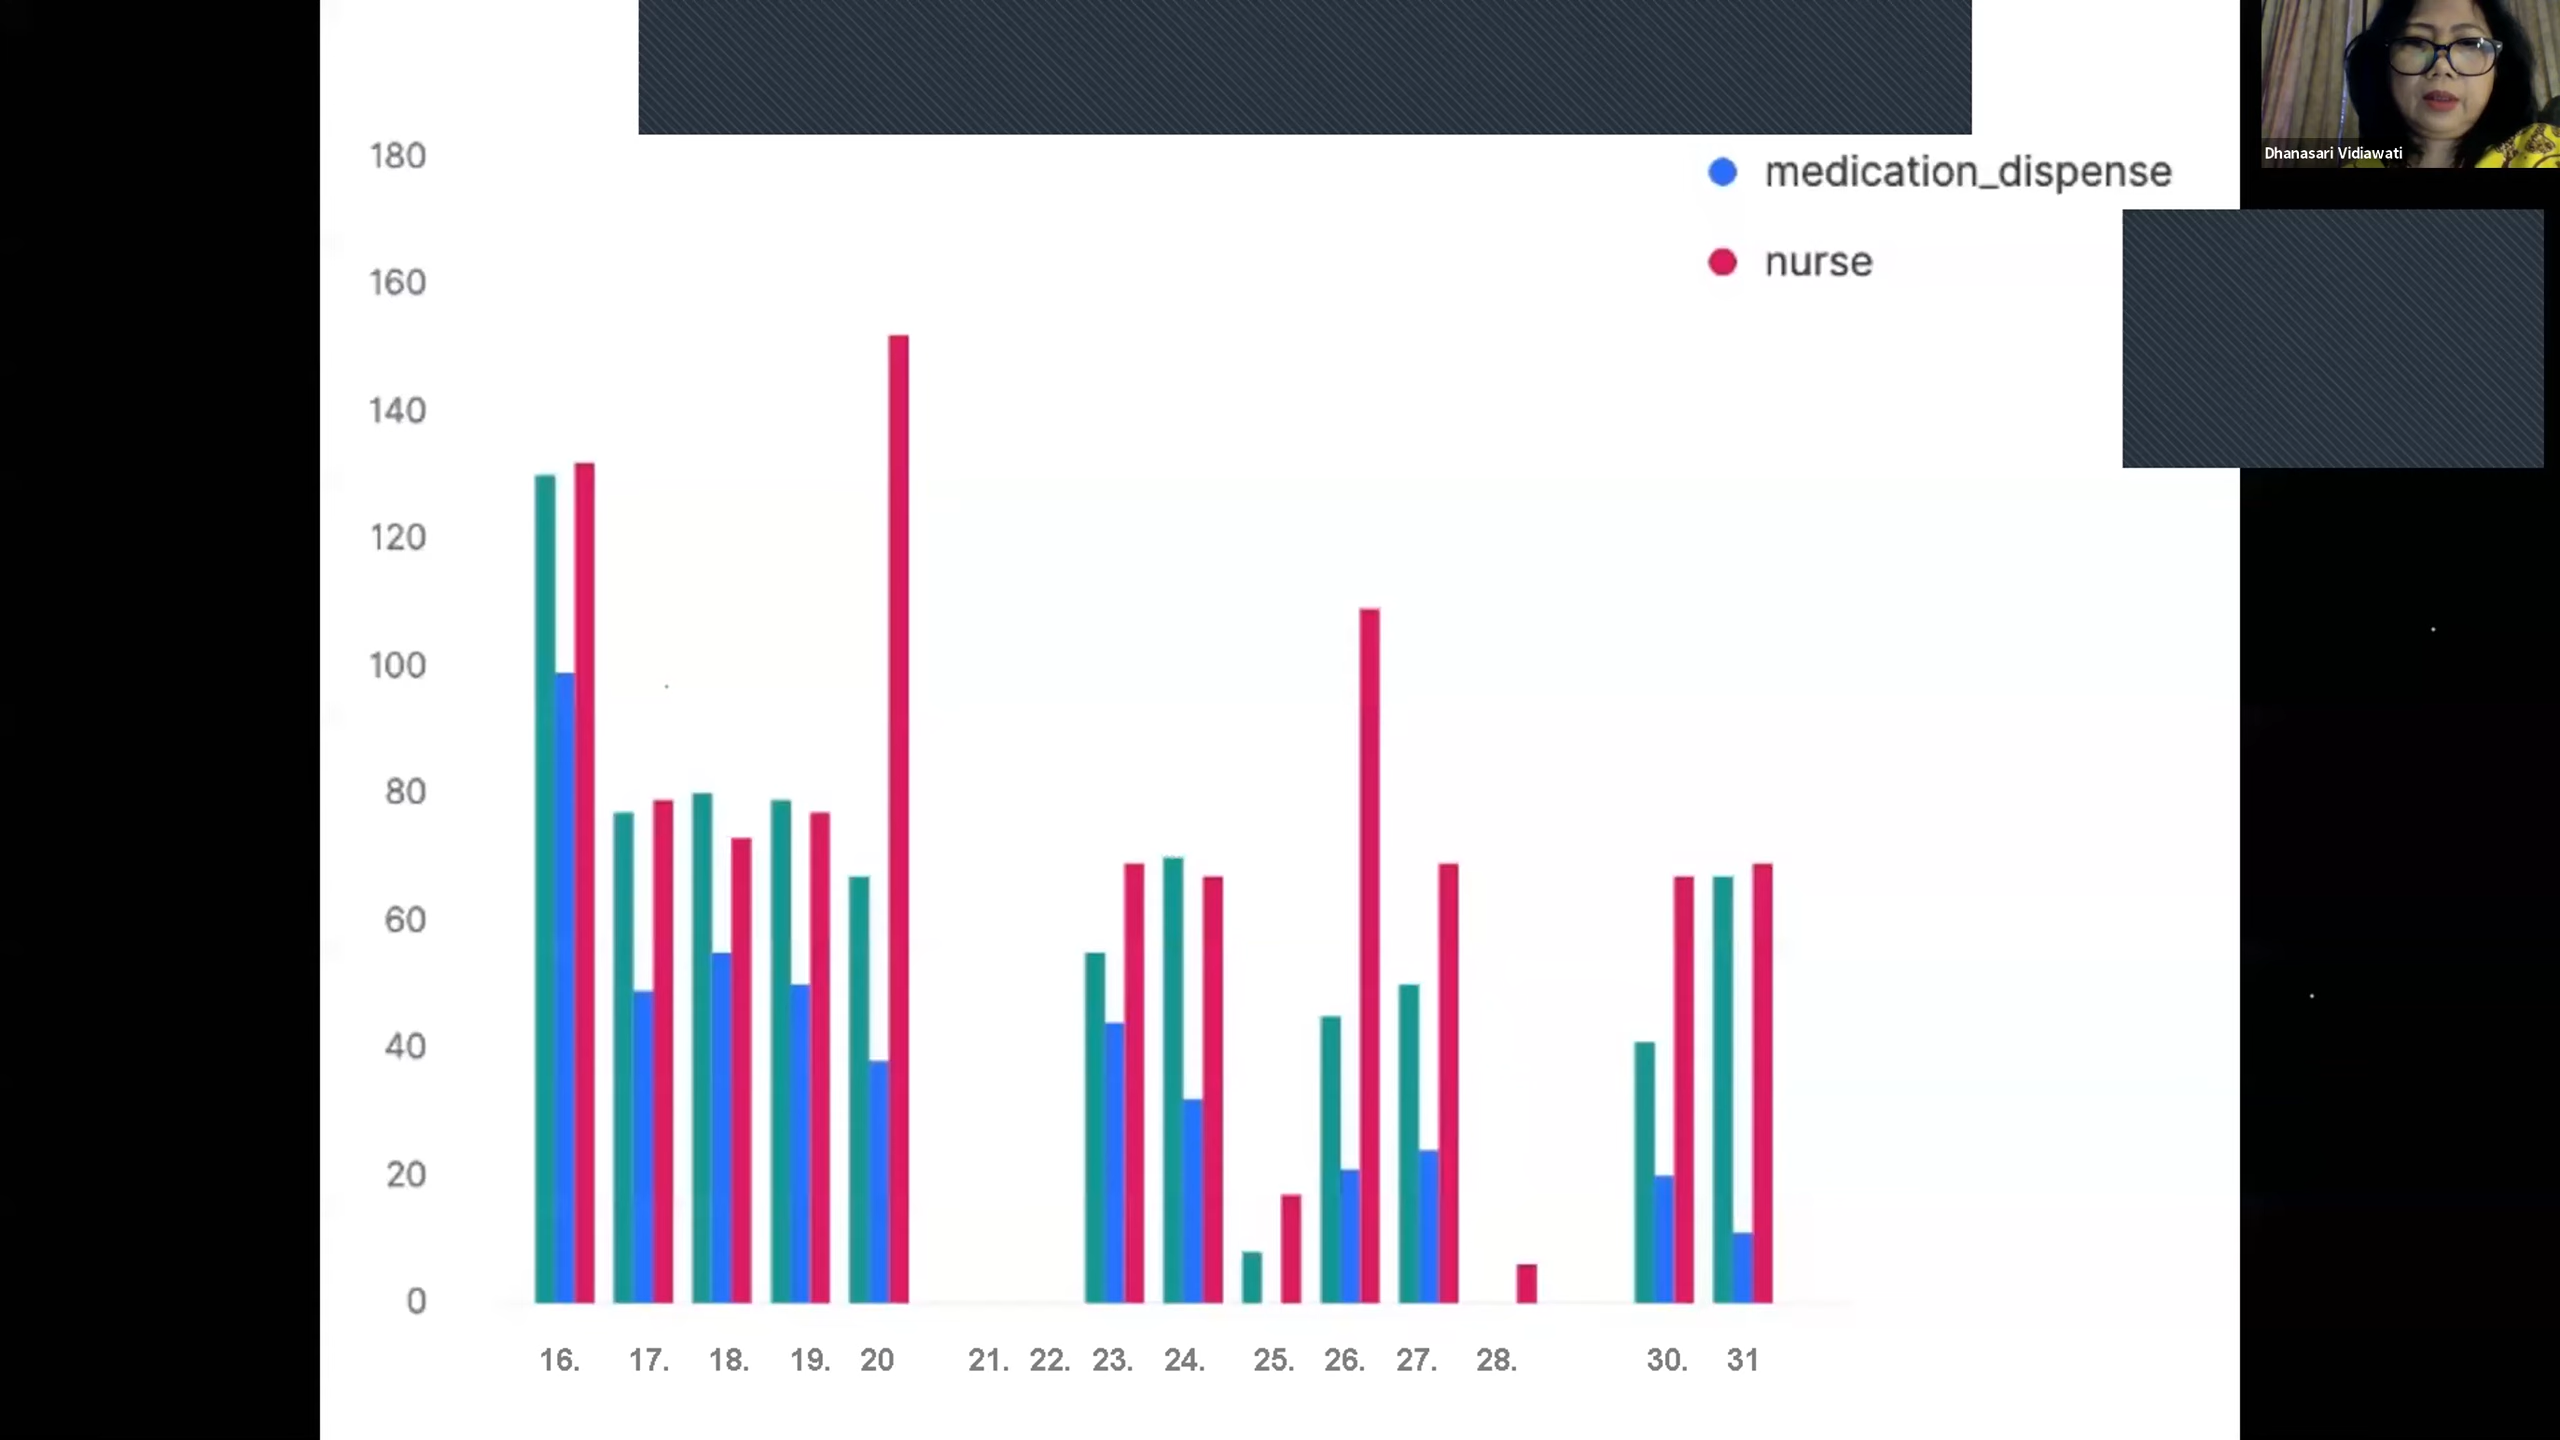 Dhanasari Vidiawati
medication_dispense
nurse
180
160
140
120
100
80
60
40
20
0
16. 17. 18. 19. 20 21. 22. 23. 24. 25. 26. 27. 28. 30. 31